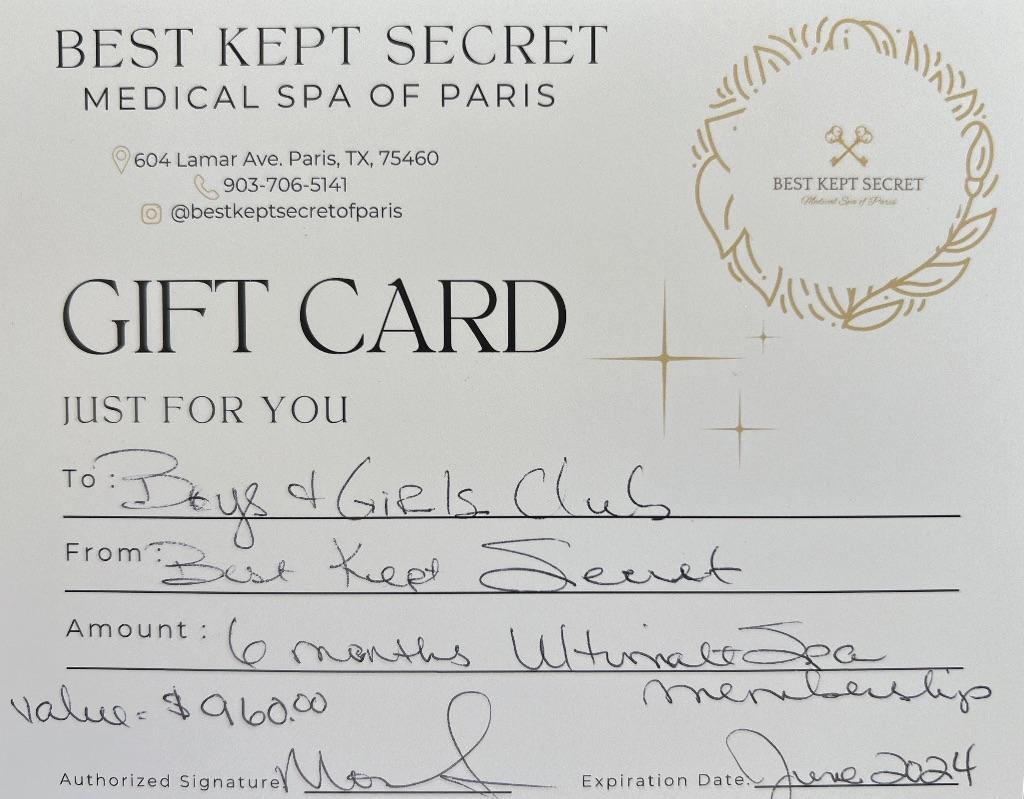 BEST KEPT SECRET
MEDICAL SPA OF PARIS
604 Lamar Ave. Paris, TX, 75460
903-706-5141
@bestkeptsecretofparis
BEST KEPT SECRET
Medical Spa of Paris
GIFT CARD
JUST FOR YOU
To : Boys & Girls Club
From : Best Kept Secret
Amount : 6 months Ultimate Spa
membership
value = $960.00
Authorized Signature
Expiration Date: June 2024